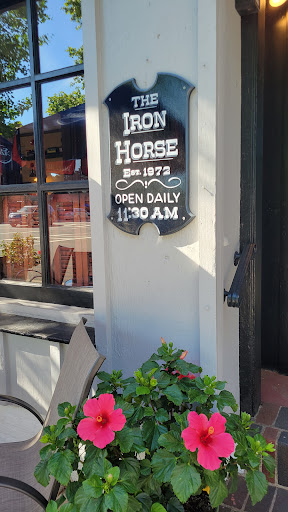 THE
IRON
HORSE
EST. 1972
OPEN DAILY
11:30 AM